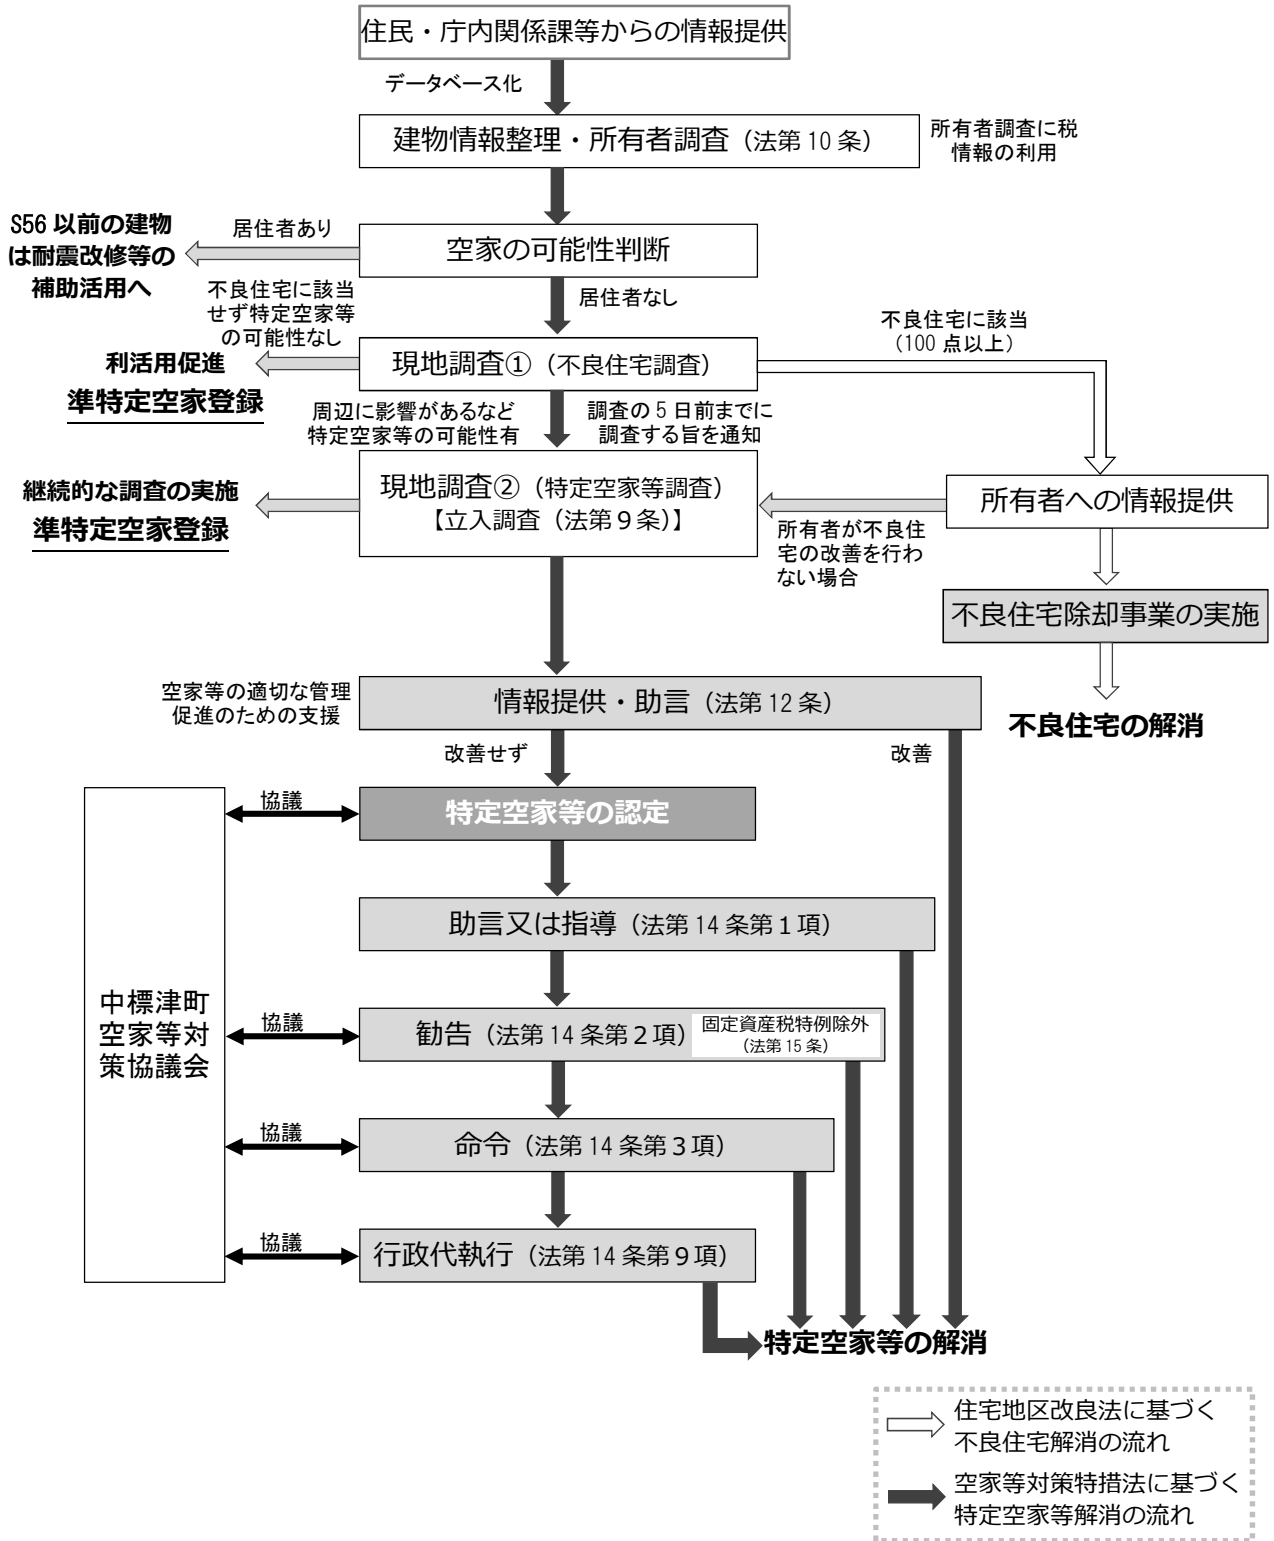 住民・庁内関係課等からの情報提供
データベース化
建物情報整理・所有者調査（法第10条）
所有者調査に税
情報の利用
S56以前の建物
は耐震改修等の
補助活用へ
居住者あり
空家の可能性判断
居住者なし
不良住宅に該当
せず特定空家等
の可能性なし
不良住宅に該当
（100点以上）
利活用促進
準特定空家登録
現地調査①（不良住宅調査）
周辺に影響があるなど
特定空家等の可能性有
調査の5日前までに
調査する旨を通知
継続的な調査の実施
準特定空家登録
現地調査②（特定空家等調査）
【立入調査（法第９条）】
所有者への情報提供
所有者が不良住
宅の改善を行わ
ない場合
不良住宅除却事業の実施
不良住宅の解消
空家等の適切な管理
促進のための支援
情報提供・助言（法第12条）
改善せず
改善
協議
特定空家等の認定
助言又は指導（法第14条第１項）
中標津町
空家等対
策協議会
協議
勧告（法第14条第２項）
固定資産税特例除外
（法第15条）
協議
命令（法第14条第３項）
協議
行政代執行（法第14条第９項）
特定空家等の解消
住宅地区改良法に基づく
不良住宅解消の流れ
空家等対策特措法に基づく
特定空家等解消の流れ